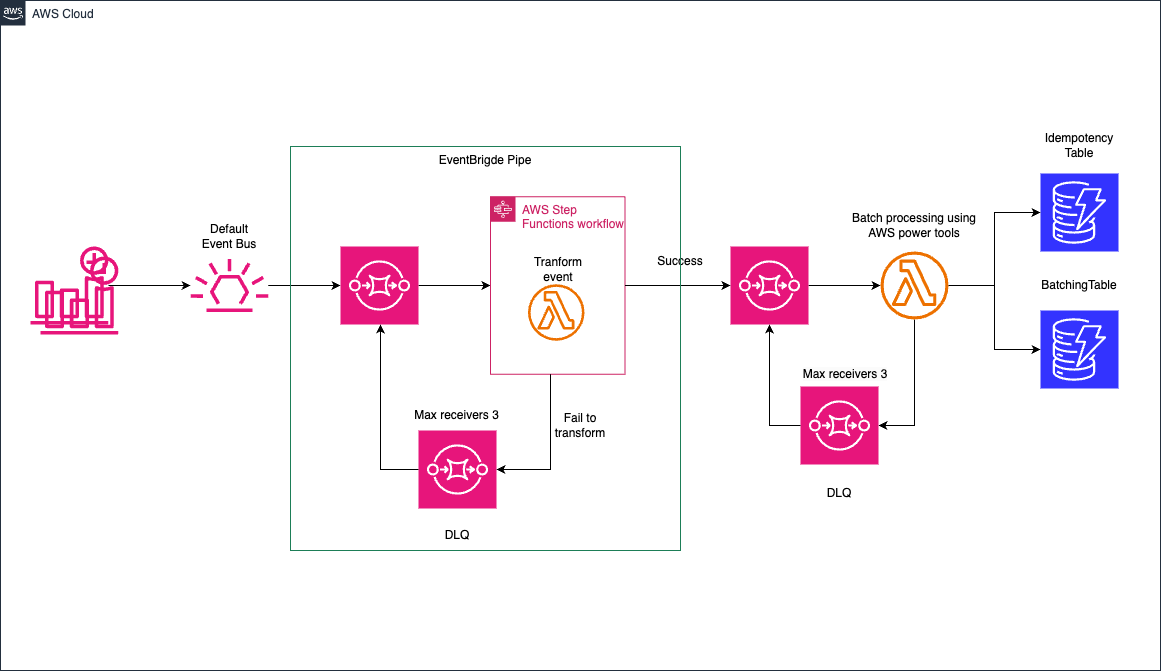 aws
AWS Cloud
Default
Event Bus
EventBrigde Pipe
AWS Step
Functions workflow
Tranform
event
Success
Batch processing using
AWS power tools
Idempotency
Table
BatchingTable
Max receivers 3
Fail to
transform
DLQ
Max receivers 3
DLQ